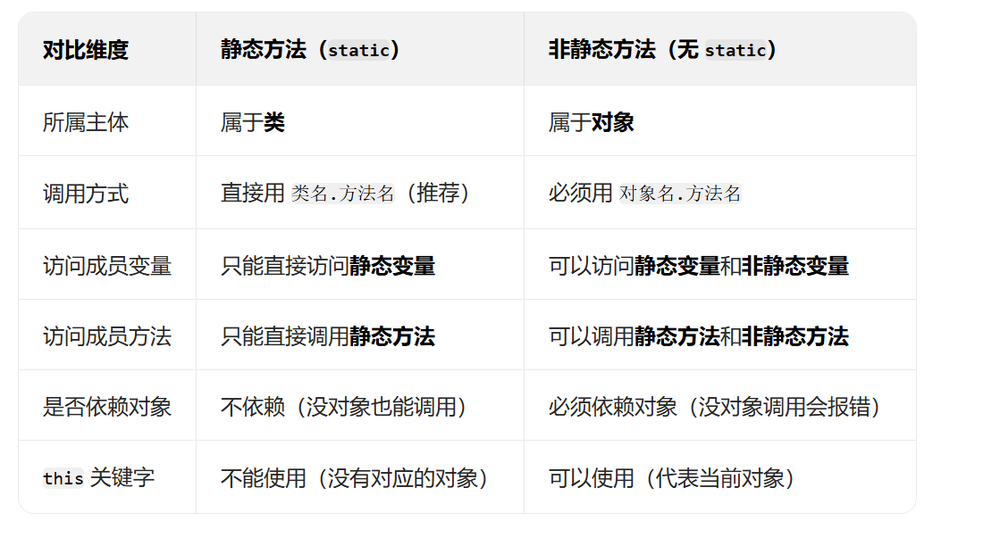 对比维度 静态方法（static） 非静态方法（无 static）
所属主体 属于类 属于对象
调用方式 直接用 类名.方法名（推荐） 必须用 对象名.方法名
访问成员变量 只能直接访问静态变量 可以访问静态变量和非静态变量
访问成员方法 只能直接调用静态方法 可以调用静态方法和非静态方法
是否依赖对象 不依赖（没对象也能调用） 必须依赖对象（没对象调用会报错）
this 关键字 不能使用（没有对应的对象） 可以使用（代表当前对象）